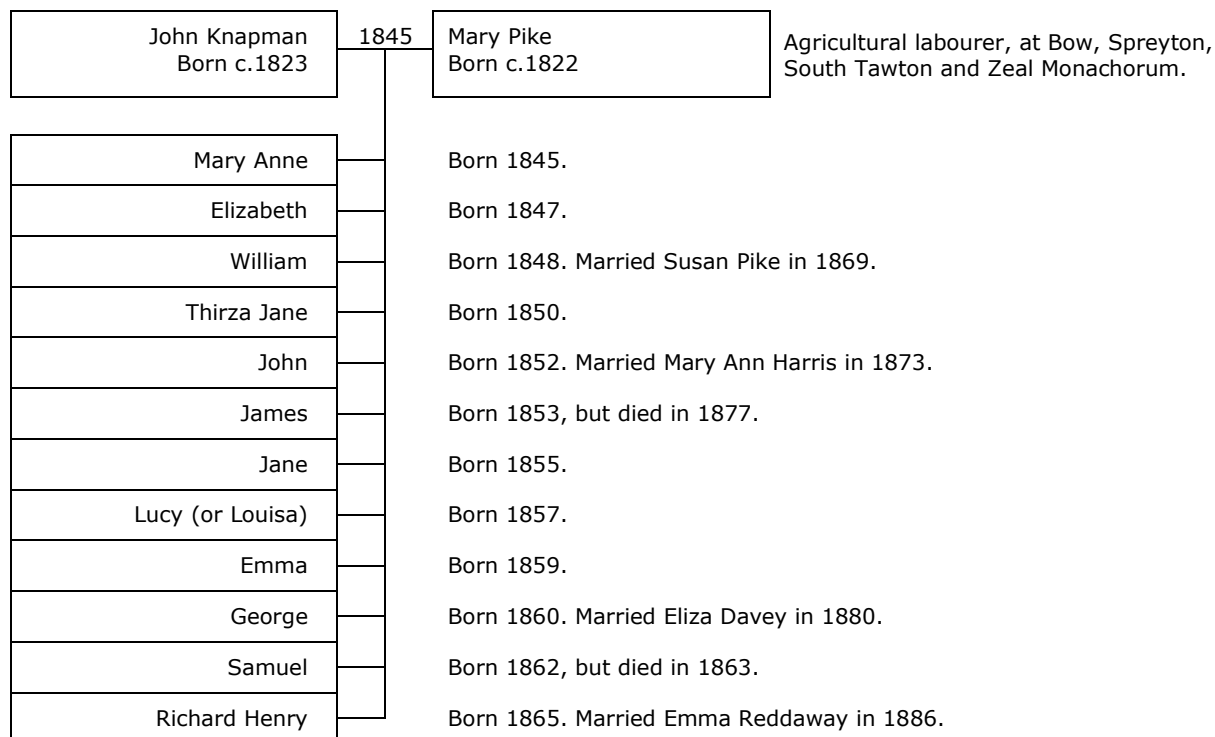 John Knapman
Born c.1823
1845
Mary Pike
Born c.1822
Agricultural labourer, at Bow, Spreyton,
South Tawton and Zeal Monachorum.
Mary Anne Born 1845.
Elizabeth Born 1847.
William Born 1848. Married Susan Pike in 1869.
Thirza Jane Born 1850.
John Born 1852. Married Mary Ann Harris in 1873.
James Born 1853, but died in 1877.
Jane Born 1855.
Lucy (or Louisa) Born 1857.
Emma Born 1859.
George Born 1860. Married Eliza Davey in 1880.
Samuel Born 1862, but died in 1863.
Richard Henry Born 1865. Married Emma Reddaway in 1886.